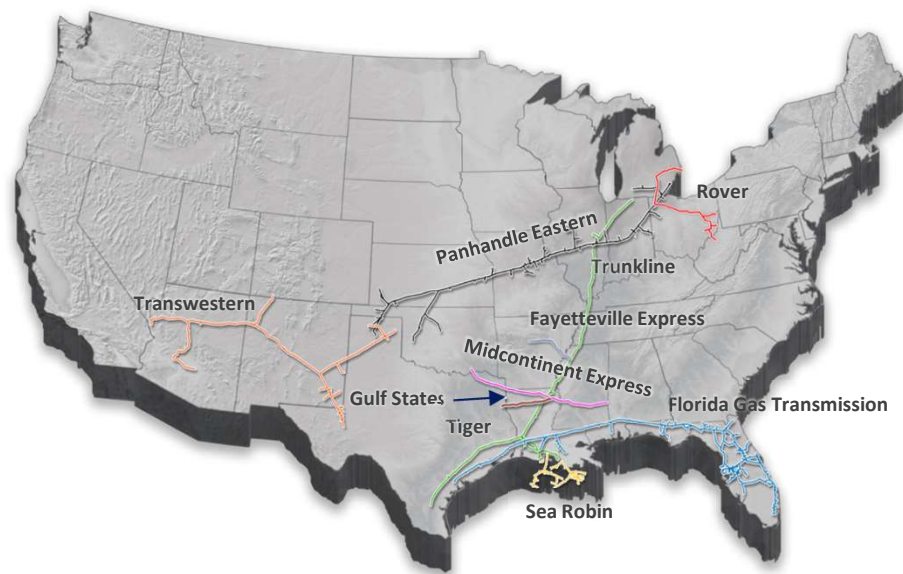 Rover
Panhandle Eastern
Trunkline
Transwestern
Fayetteville Express
Midcontinent Express
Gulf States
Florida Gas Transmission
Tiger
Sea Robin